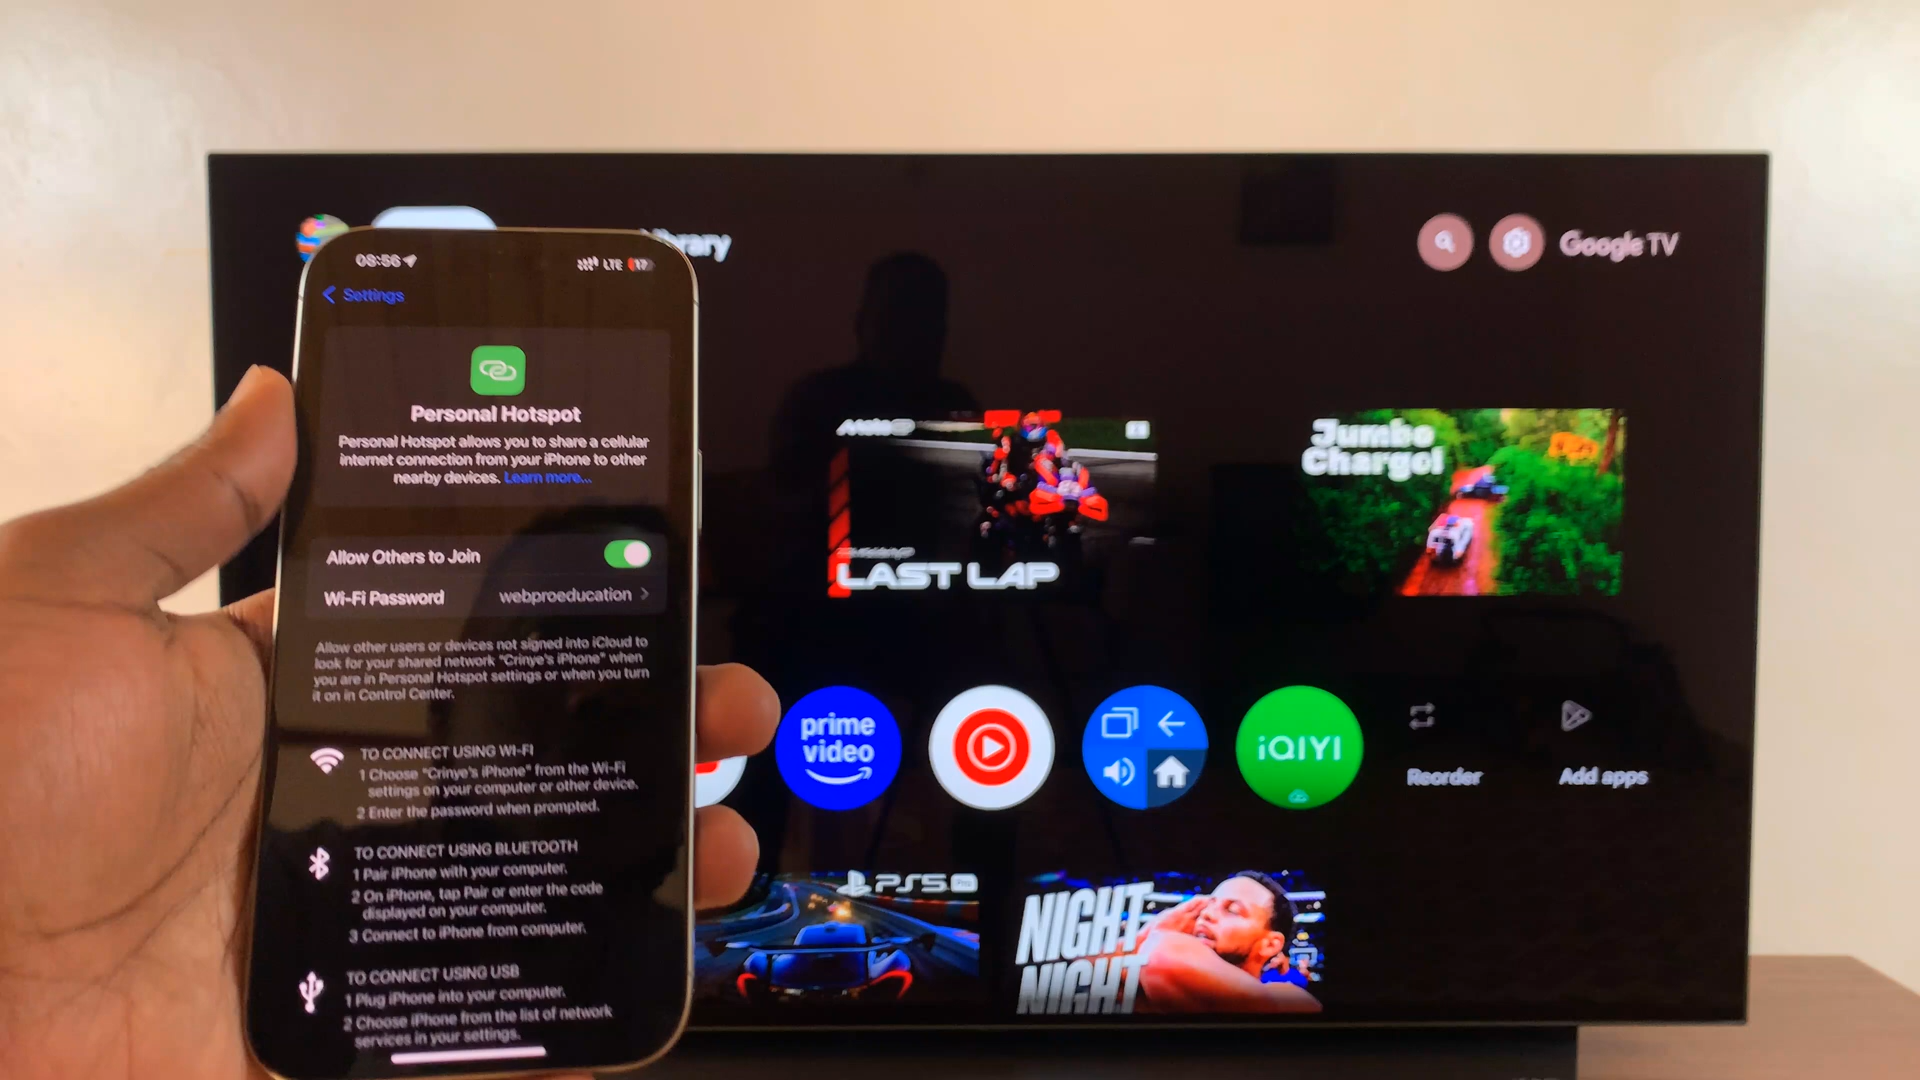 08:56
LTE 17
Settings
Personal Hotspot
Personal Hotspot allows you to share a cellular
internet connection from your iPhone to other
nearby devices. Learn more...
Allow Others to Join
Wi-Fi Password webproeducation
Allow other users or devices not signed into iCloud to
look for your shared network "Crinye's iPhone" when
you are in Personal Hotspot settings or when you turn
it on in Control Center.
TO CONNECT USING WI-FI
1 Choose "Crinye's iPhone" from the Wi-Fi
settings on your computer or other device.
2 Enter the password when prompted.
TO CONNECT USING BLUETOOTH
1 Pair iPhone with your computer.
2 On iPhone, tap Pair or enter the code
displayed on your computer.
3 Connect to iPhone from computer.
TO CONNECT USING USB
1 Plug iPhone into your computer.
2 Choose iPhone from the list of network
services in your settings.
Google TV
LAST LAP
Jumbo
Chargo!
prime
video
iQIYI
Reorder
Add apps
PS5
NIGHT
NIGHT